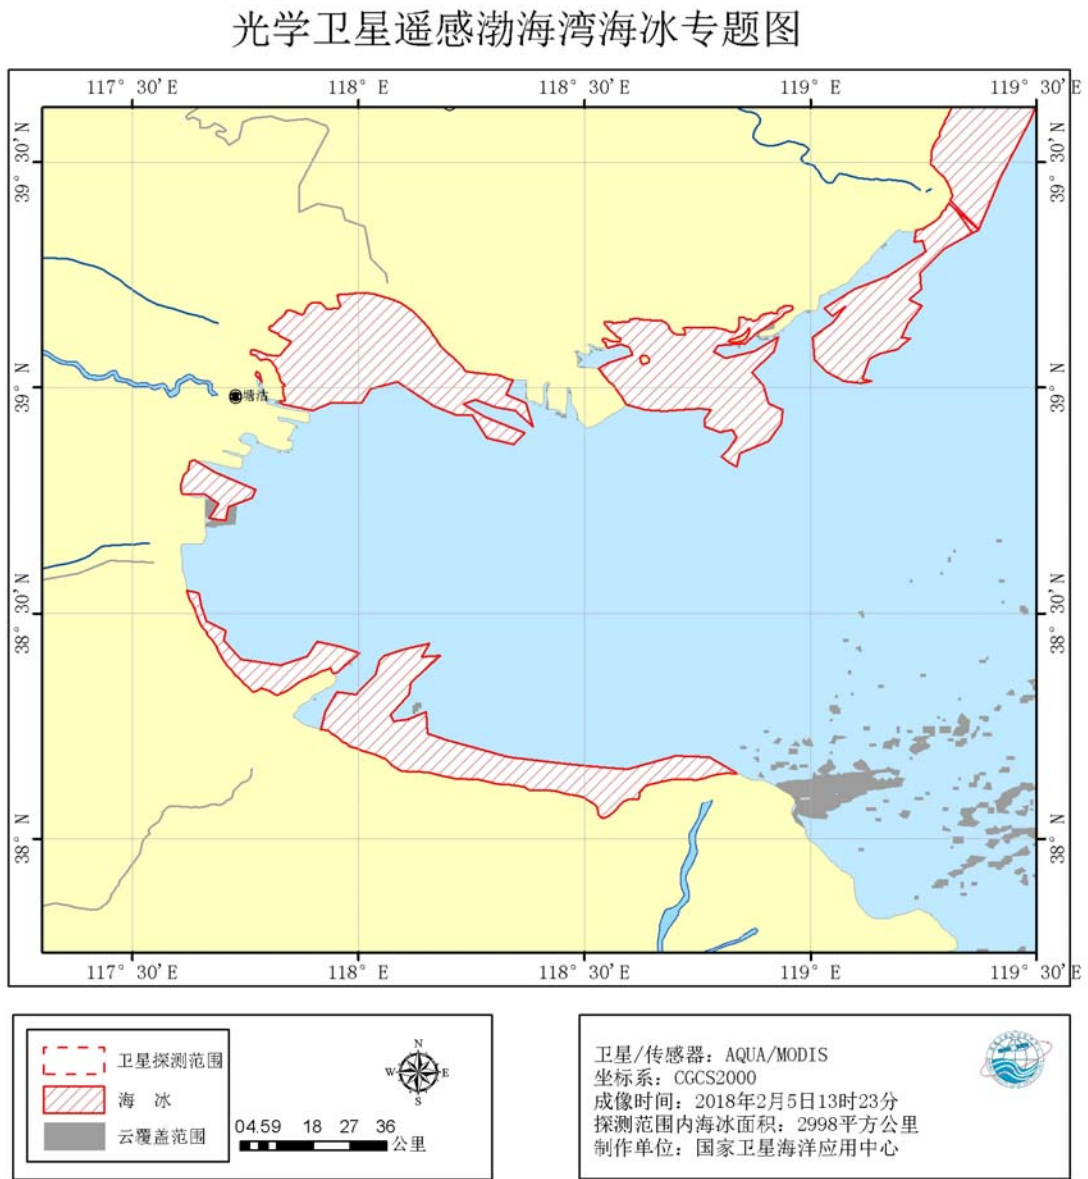 光学卫星遥感渤海湾海冰专题图
117° 30′ E 118° E 118° 30′ E 119° E 119° 30′ E
39° 30′ N 39° 30′ N
39° N 39° N
塘沽
38° 30′ N 38° 30′ N
38° N 38° N
117° 30′ E 118° E 118° 30′ E 119° E 119° 30′ E
卫星探测范围
海 冰
云覆盖范围
N
W E
S
04.59 18 27 36
公里
卫星/传感器: AQUA/MODIS
坐标系: CGCS2000
成像时间: 2018年2月5日13时23分
探测范围内海冰面积: 2998平方公里
制作单位: 国家卫星海洋应用中心